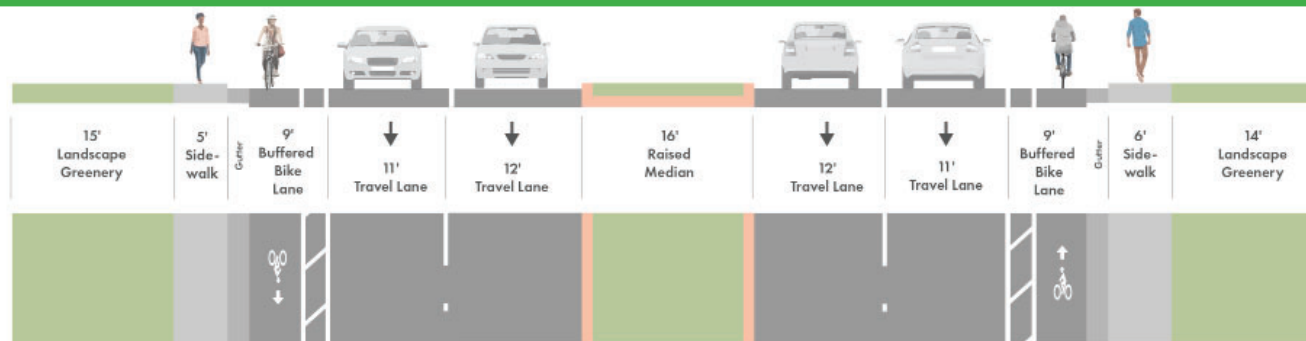 15'
Landscape
Greenery
5'
Side-
walk
Gutter
9'
Buffered
Bike
Lane
11'
Travel Lane
12'
Travel Lane
16'
Raised
Median
12'
Travel Lane
11'
Travel Lane
9'
Buffered
Bike
Lane
Gutter
6'
Side-
walk
14'
Landscape
Greenery